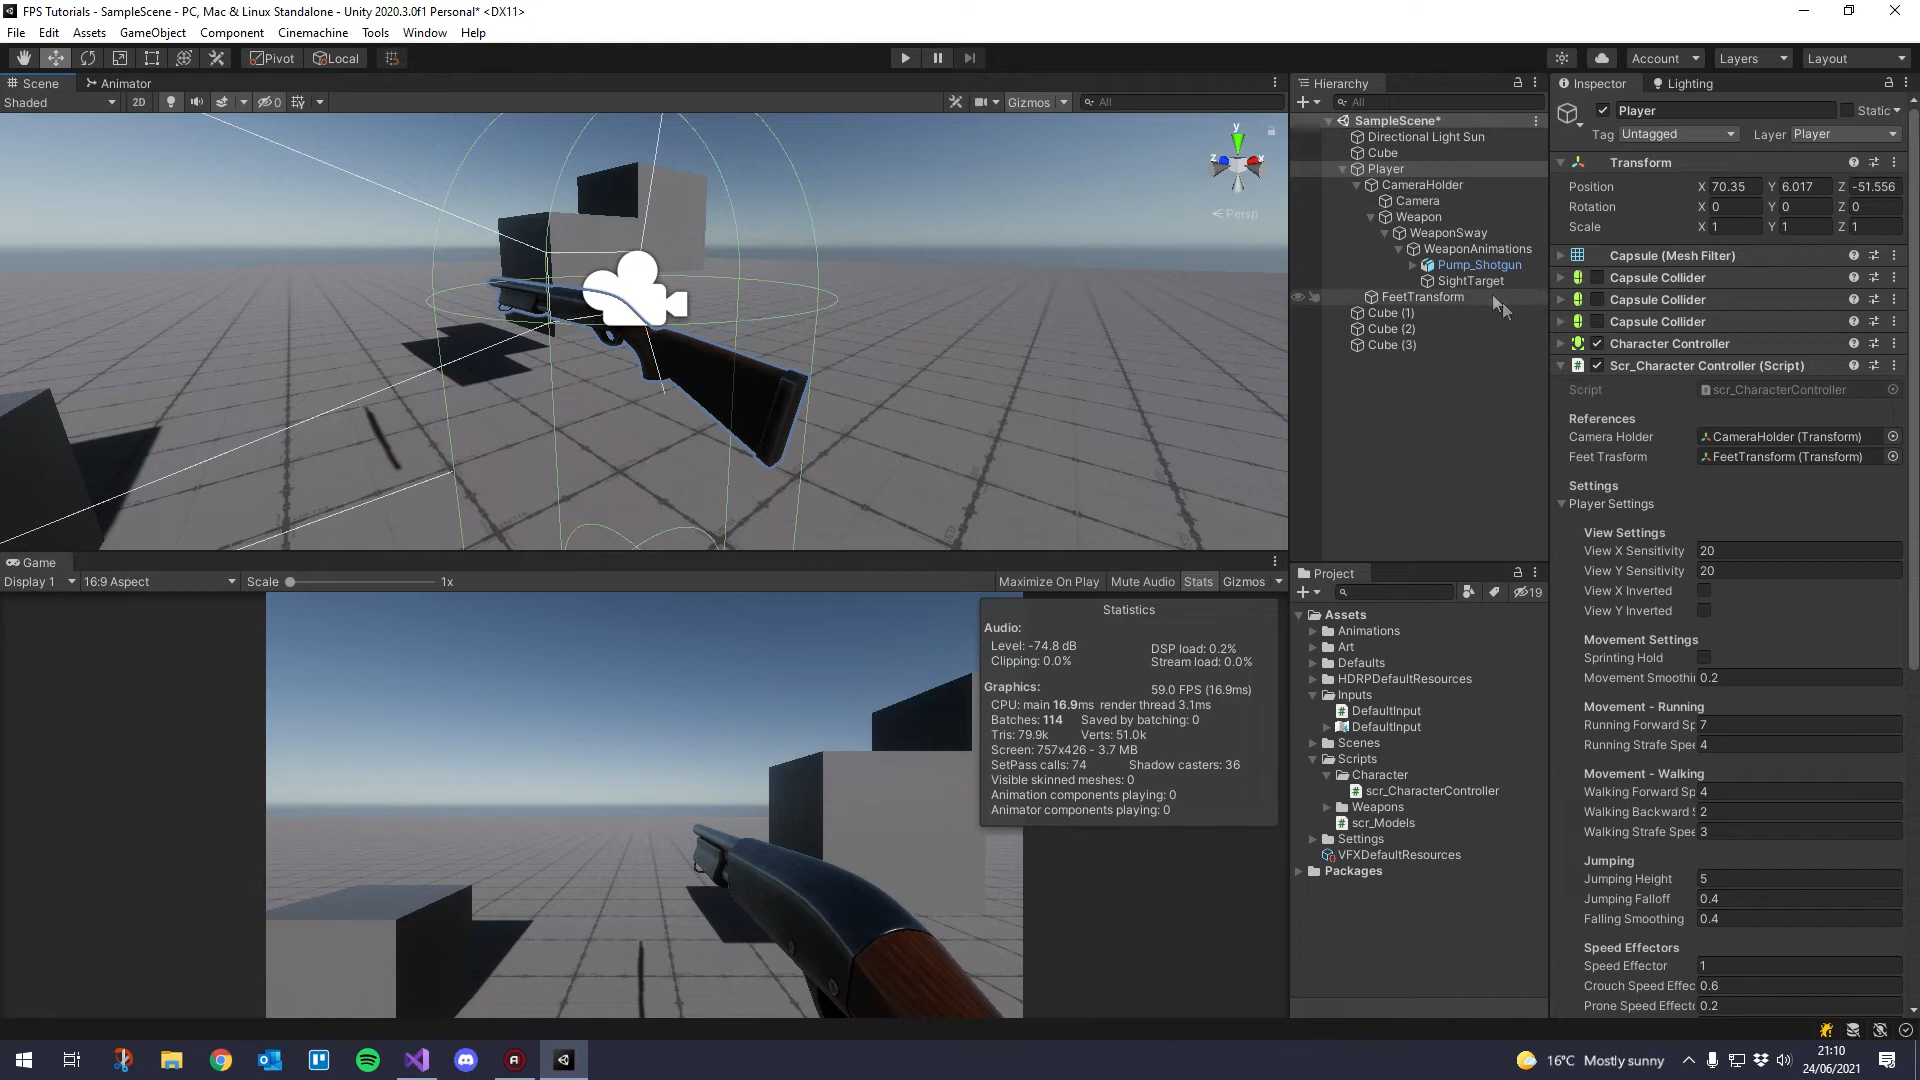 FPS Tutorials - SampleScene - PC, Mac & Linux Standalone - Unity 2020.3.0f1 Personal* <DX11>
File Edit Assets GameObject Component Cinemachine Tools Window Help
Pivot Local Account Layers Layout
Scene Animator
Shaded 2D 0 Gizmos All
y
z x
Persp
Hierarchy
All
SampleScene*
Directional Light Sun
Cube
Player
CameraHolder
Camera
Weapon
WeaponSway
WeaponAnimations
Pump_Shotgun
SightTarget
FeetTransform
Cube (1)
Cube (2)
Cube (3)
Game
Display 1 16:9 Aspect Scale 1x Maximize On Play Mute Audio Stats Gizmos
Statistics
Audio:
Level: -74.8 dB DSP load: 0.2%
Clipping: 0.0% Stream load: 0.0%
Graphics: 59.0 FPS (16.9ms)
CPU: main 16.9ms render thread 3.1ms
Batches: 114 Saved by batching: 0
Tris: 79.9k Verts: 51.0k
Screen: 757x426 - 3.7 MB
SetPass calls: 74 Shadow casters: 36
Visible skinned meshes: 0
Animation components playing: 0
Animator components playing: 0
Project
19
Assets
Animations
Art
Defaults
HDRPDefaultResources
Inputs
DefaultInput
DefaultInput
Scenes
Scripts
Character
scr_CharacterController
Weapons
scr_Models
Settings
VFXDefaultResources
Packages
Inspector Lighting
Player Static
Tag Untagged Layer Player
Transform
Position X 70.35 Y 6.017 Z -51.556
Rotation X 0 Y 0 Z 0
Scale X 1 Y 1 Z 1
Capsule (Mesh Filter)
Capsule Collider
Capsule Collider
Capsule Collider
Character Controller
Scr_Character Controller (Script)
Script scr_CharacterController
References
Camera Holder CameraHolder (Transform)
Feet Trasform FeetTransform (Transform)
Settings
Player Settings
View Settings
View X Sensitivity 20
View Y Sensitivity 20
View X Inverted
View Y Inverted
Movement Settings
Sprinting Hold
Movement Smoothi 0.2
Movement - Running
Running Forward Sp 7
Running Strafe Spee 4
Movement - Walking
Walking Forward Sp 4
Walking Backward S 2
Walking Strafe Spee 3
Jumping
Jumping Height 5
Jumping Falloff 0.4
Falling Smoothing 0.4
Speed Effectors
Speed Effector 1
Crouch Speed Effec 0.6
Prone Speed Effecto 0.2
16°C Mostly sunny
21:10
24/06/2021